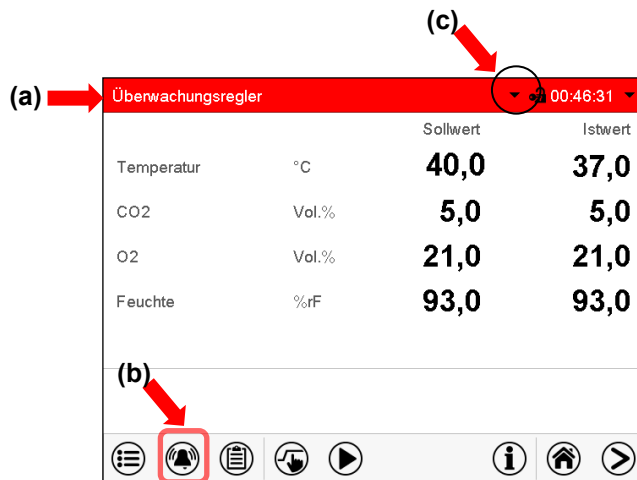 (c)
(a)
Überwachungsregler 00:46:31
Sollwert Istwert
Temperatur °C 40,0 37,0
CO2 Vol.% 5,0 5,0
O2 Vol.% 21,0 21,0
Feuchte %rF 93,0 93,0
(b)